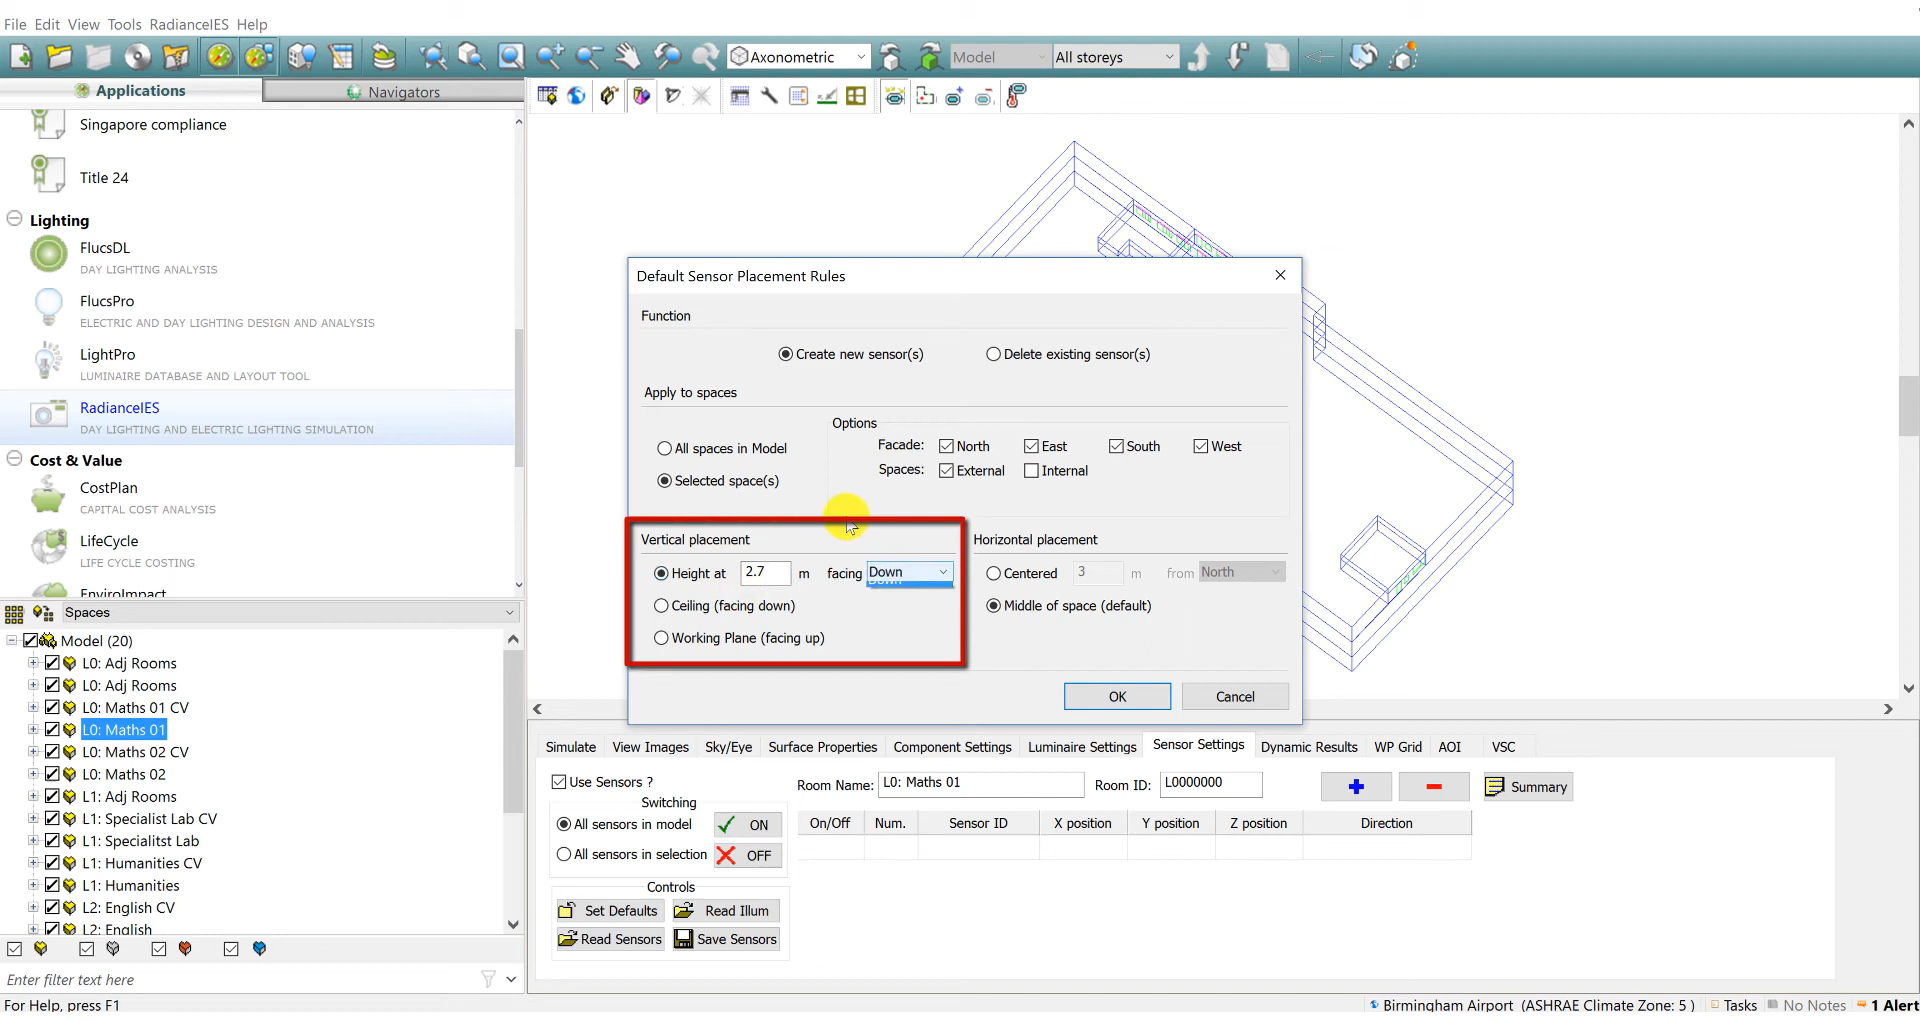 File Edit View Tools RadianceIES Help
Axonometric
Model
All storeys
Applications
Navigators
Singapore compliance
Title 24
Lighting
FlucsDL
DAY LIGHTING ANALYSIS
FlucsPro
ELECTRIC AND DAY LIGHTING DESIGN AND ANALYSIS
LightPro
LUMINAIRE DATABASE AND LAYOUT TOOL
RadianceIES
DAY LIGHTING AND ELECTRIC LIGHTING SIMULATION
Cost & Value
CostPlan
CAPITAL COST ANALYSIS
LifeCycle
LIFE CYCLE COSTING
EnviroImpact
Spaces
Model (20)
L0: Adj Rooms
L0: Adj Rooms
L0: Maths 01 CV
L0: Maths 01
L0: Maths 02 CV
L0: Maths 02
L1: Adj Rooms
L1: Specialist Lab CV
L1: Specialitst Lab
L1: Humanities CV
L1: Humanities
L2: English CV
L2: English
Enter filter text here
For Help, press F1
Default Sensor Placement Rules
Function
Create new sensor(s)
Delete existing sensor(s)
Apply to spaces
All spaces in Model
Selected space(s)
Options
Facade: North East South West
Spaces: External Internal
Vertical placement
Height at 2.7 m facing Down
Down
Ceiling (facing down)
Working Plane (facing up)
Horizontal placement
Centered 3 m from North
Middle of space (default)
OK
Cancel
Simulate View Images Sky/Eye Surface Properties Component Settings Luminaire Settings Sensor Settings Dynamic Results WP Grid AOI VSC
Use Sensors ?
Switching
All sensors in model ON
All sensors in selection OFF
Controls
Set Defaults Read Illum
Read Sensors Save Sensors
Room Name: L0: Maths 01 Room ID: L0000000
Summary
On/Off Num. Sensor ID X position Y position Z position Direction
Birmingham Airport (ASHRAE Climate Zone: 5 ) Tasks No Notes 1 Alert